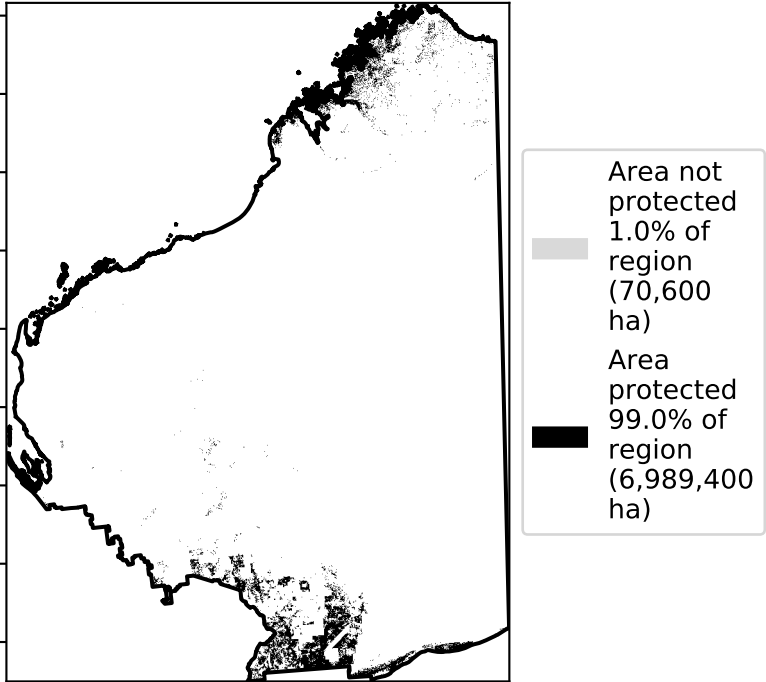 Area not
protected
1.0% of
region
(70,600
ha)
Area
protected
99.0% of
region
(6,989,400
ha)